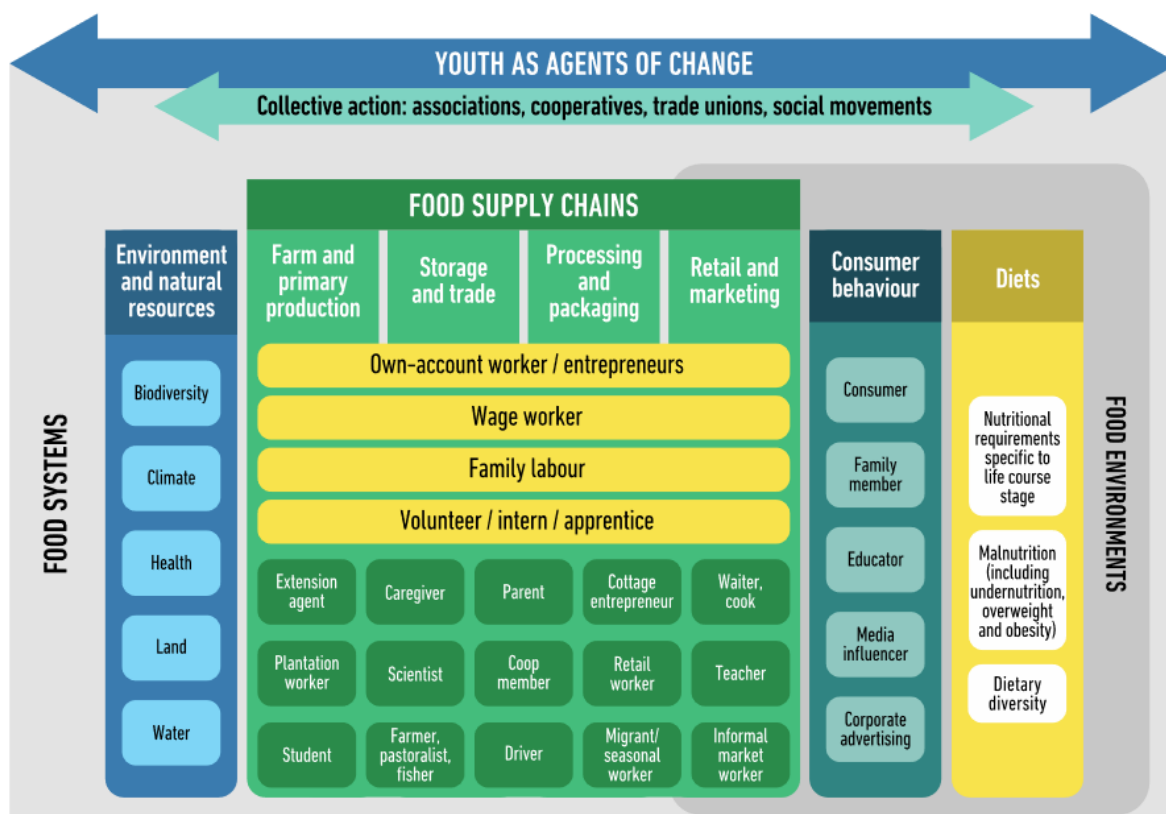 YOUTH AS AGENTS OF CHANGE
Collective action: associations, cooperatives, trade unions, social movements
FOOD SYSTEMS
Environment
and natural
resources
Biodiversity
Climate
Health
Land
Water
FOOD SUPPLY CHAINS
Farm and
primary
production
Storage
and trade
Processing
and
packaging
Retail and
marketing
Own-account worker / entrepreneurs
Wage worker
Family labour
Volunteer / intern / apprentice
Extension
agent
Caregiver
Parent
Cottage
entrepreneur
Waiter,
cook
Plantation
worker
Scientist
Coop
member
Retail
worker
Teacher
Student
Farmer,
pastoralist,
fisher
Driver
Migrant/
seasonal
worker
Informal
market
worker
Consumer
behaviour
Consumer
Family
member
Educator
Media
influencer
Corporate
advertising
Diets
Nutritional
requirements
specific to
life course
stage
Malnutrition
(including
undernutrition,
overweight
and obesity)
Dietary
diversity
FOOD ENVIRONMENTS